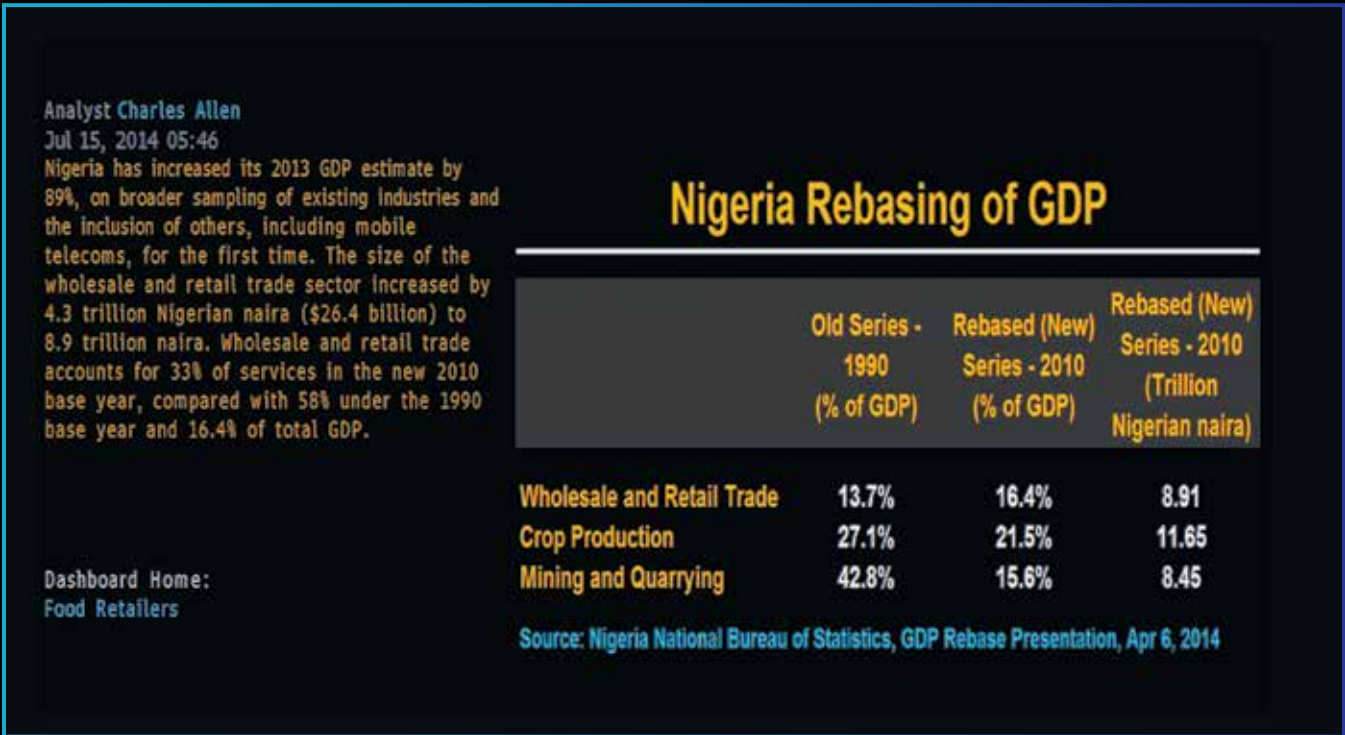 Analyst Charles Allen
Jul 15, 2014 05:46
Nigeria has increased its 2013 GDP estimate by
89%, on broader sampling of existing industries and
the inclusion of others, including mobile
telecoms, for the first time. The size of the
wholesale and retail trade sector increased by
4.3 trillion Nigerian naira ($26.4 billion) to
8.9 trillion naira. Wholesale and retail trade
accounts for 33% of services in the new 2010
base year, compared with 58% under the 1990
base year and 16.4% of total GDP.
Dashboard Home:
Food Retailers
Nigeria Rebasing of GDP
Old Series -
1990
(% of GDP)
Rebased (New)
Series - 2010
(% of GDP)
Rebased (New)
Series - 2010
(Trillion
Nigerian naira)
Wholesale and Retail Trade 13.7% 16.4% 8.91
Crop Production 27.1% 21.5% 11.65
Mining and Quarrying 42.8% 15.6% 8.45
Source: Nigeria National Bureau of Statistics, GDP Rebase Presentation, Apr 6, 2014